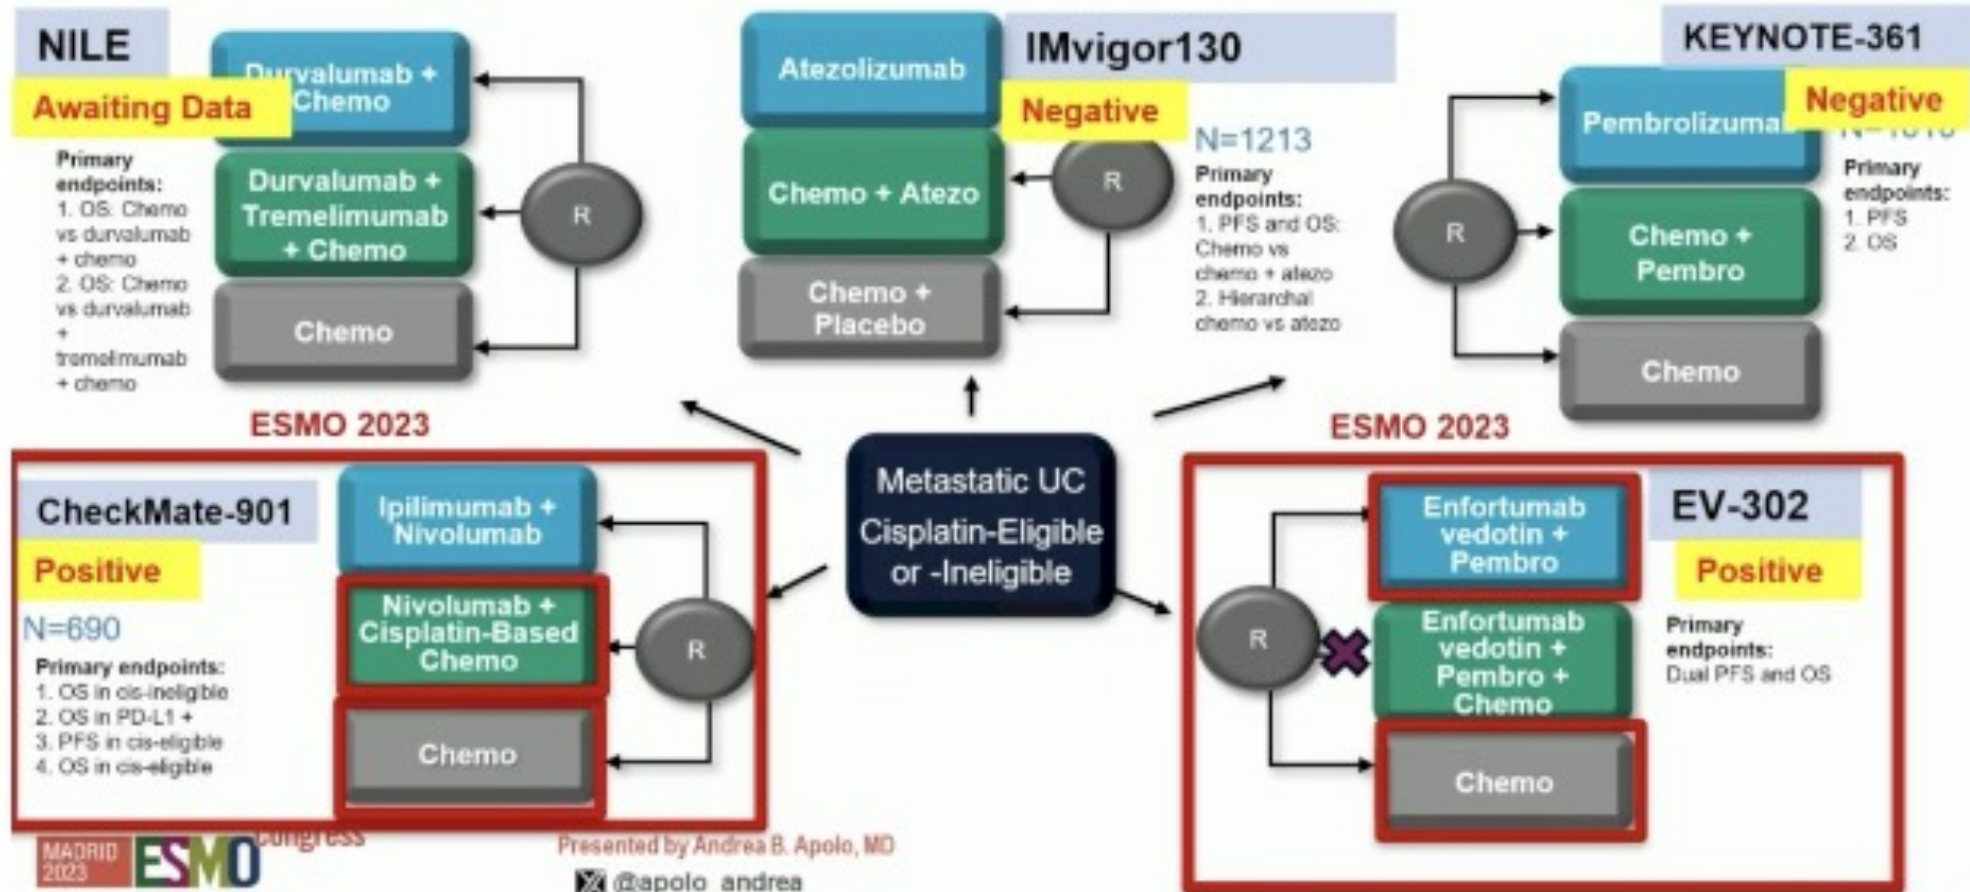 NILE
Awaiting Data
Durvalumab +
Chemo
Durvalumab +
Tremelimumab
+ Chemo
Chemo
R
Primary
endpoints:
1. OS: Chemo
vs durvalumab
+ chemo
2. OS: Chemo
vs durvalumab
+
tremelimumab
+ chemo
IMvigor130
Negative
Atezolizumab
Chemo + Atezo
Chemo +
Placebo
R
N=1213
Primary
endpoints:
1. PFS and OS:
Chemo vs
chemo + atezo
2. Hierarchal
chemo vs atezo
KEYNOTE-361
Negative
Pembrolizuma
Chemo +
Pembro
Chemo
R
Primary
endpoints:
1. PFS
2. OS
ESMO 2023
ESMO 2023
Metastatic UC
Cisplatin-Eligible
or -Ineligible
CheckMate-901
Positive
N=690
Primary endpoints:
1. OS in cis-ineligible
2. OS in PD-L1 +
3. PFS in cis-eligible
4. OS in cis-eligible
Ipilimumab +
Nivolumab
Nivolumab +
Cisplatin-Based
Chemo
Chemo
R
EV-302
Positive
Enfortumab
vedotin +
Pembro
Enfortumab
vedotin +
Pembro +
Chemo
Chemo
R
Primary
endpoints:
Dual PFS and OS
MADRID
2023
ESMO
congress
Presented by Andrea B. Apolo, MD
X @apolo_andrea